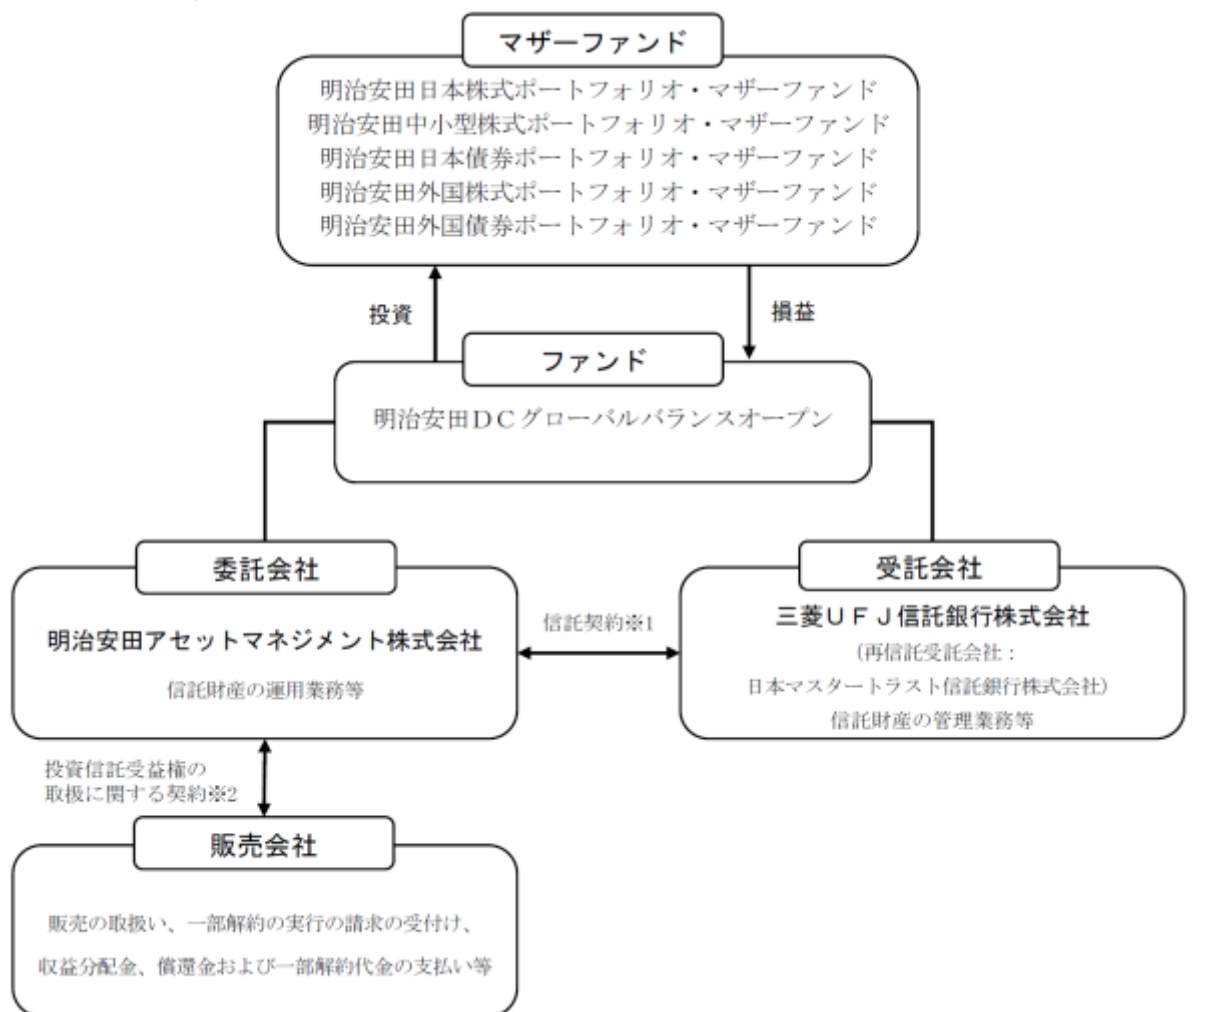 マザーファンド
明治安田日本株式ポートフォリオ・マザーファンド
明治安田中小型株式ポートフォリオ・マザーファンド
明治安田日本債券ポートフォリオ・マザーファンド
明治安田外国株式ポートフォリオ・マザーファンド
明治安田外国債券ポートフォリオ・マザーファンド
投資
損益
ファンド
明治安田ＤＣグローバルバランスオープン
委託会社
明治安田アセットマネジメント株式会社
信託財産の運用業務等
信託契約※1
受託会社
三菱ＵＦＪ信託銀行株式会社
(再信託受託会社：
日本マスタートラスト信託銀行株式会社)
信託財産の管理業務等
投資信託受益権の
取扱に関する契約※2
販売会社
販売の取扱い、一部解約の実行の請求の受付け、
収益分配金、償還金および一部解約代金の支払い等